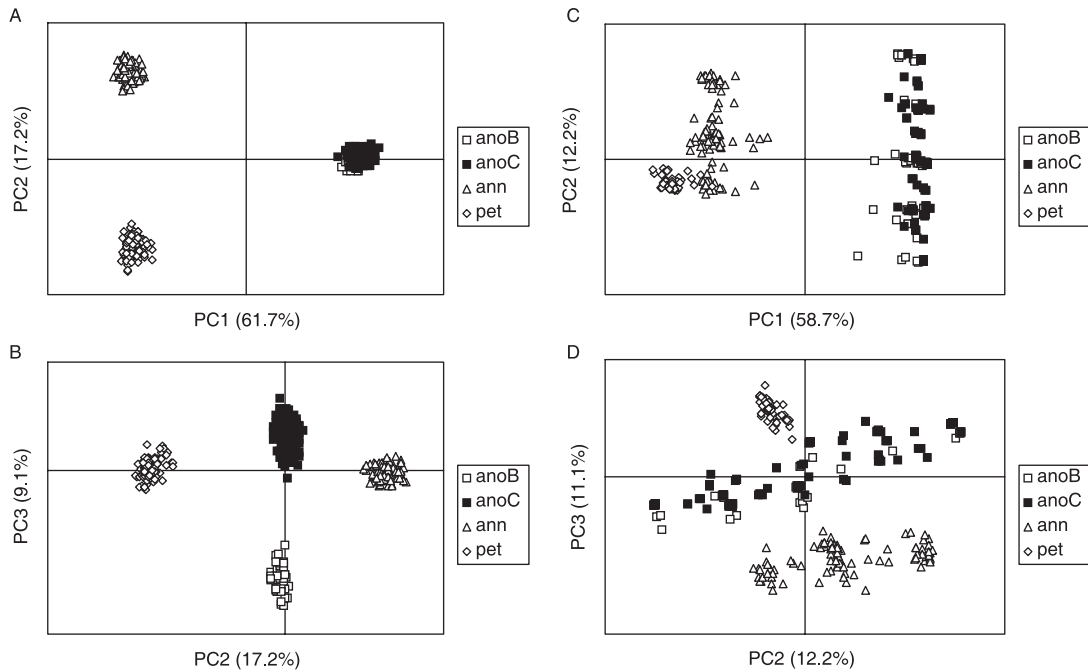 A
PC2 (17.2%)
PC1 (61.7%)
anoB
anoC
ann
pet
B
PC3 (9.1%)
PC2 (17.2%)
anoB
anoC
ann
pet
C
PC2 (12.2%)
PC1 (58.7%)
anoB
anoC
ann
pet
D
PC3 (11.1%)
PC2 (12.2%)
anoB
anoC
ann
pet